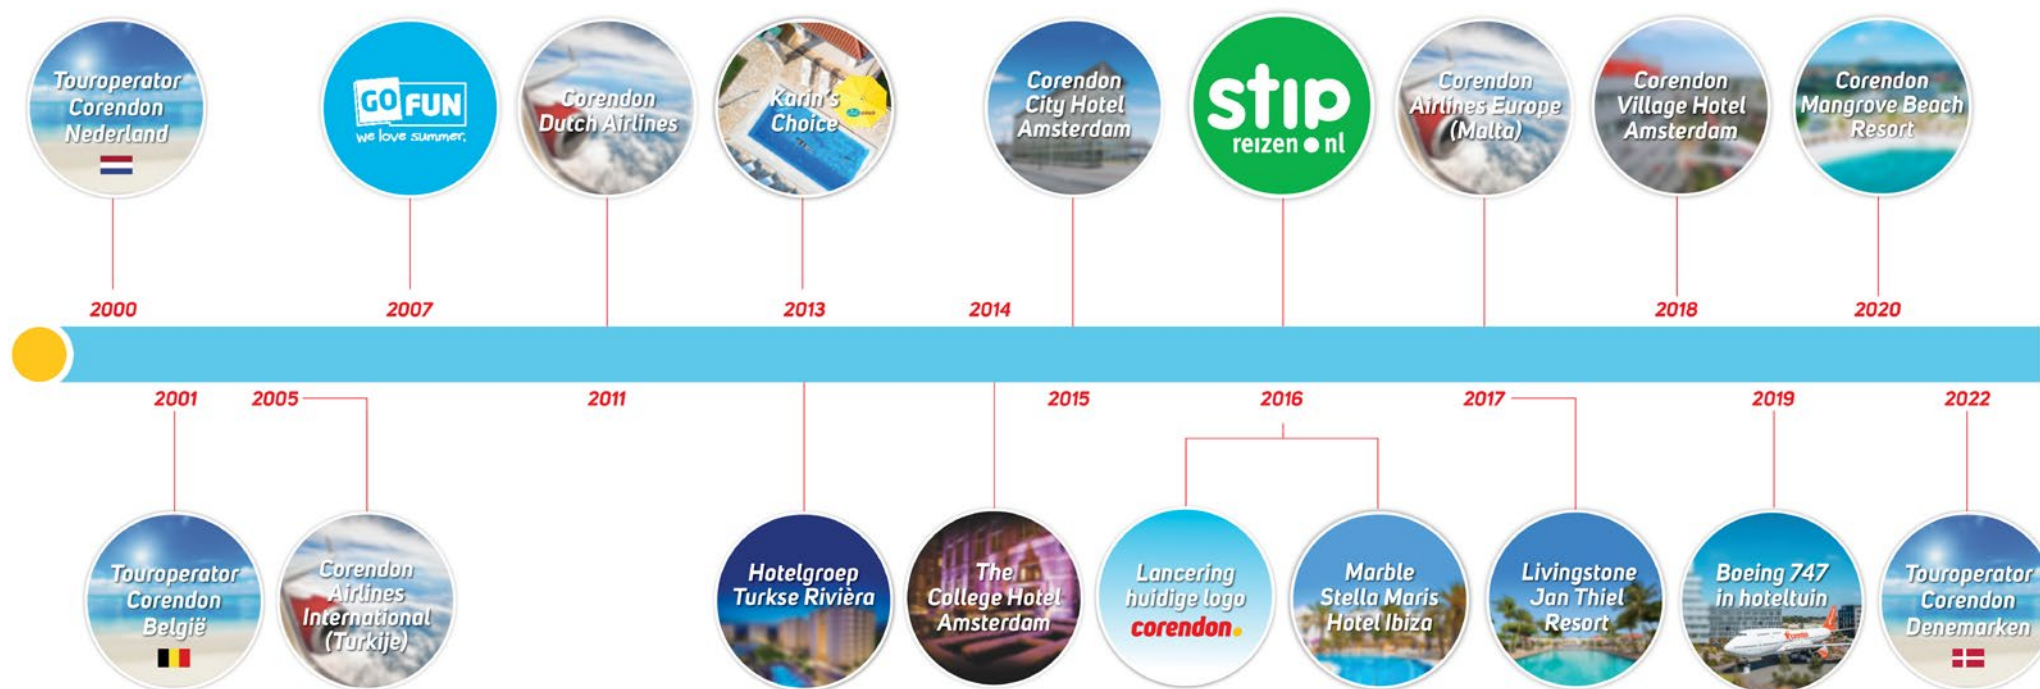 Touroperator
Corendon
Nederland
GO FUN
we love summer.
Corendon
Dutch Airlines
Karin's
Choice
Corendon
City Hotel
Amsterdam
stip
reizen.nl
Corendon
Airlines Europe
(Malta)
Corendon
Village Hotel
Amsterdam
Corendon
Mangrove Beach
Resort
2000
2007
2013
2014
2018
2020
2001
2005
2011
2015
2016
2017
2019
2022
Touroperator
Corendon
België
Corendon
Airlines
International
(Turkije)
Hotelgroep
Turkse Rivièra
The
College Hotel
Amsterdam
Lancering
huidige logo
corendon.
Marble
Stella Maris
Hotel Ibiza
Livingstone
Jan Thiel
Resort
Boeing 747
in hoteltuin
Touroperator
Corendon
Denemarken